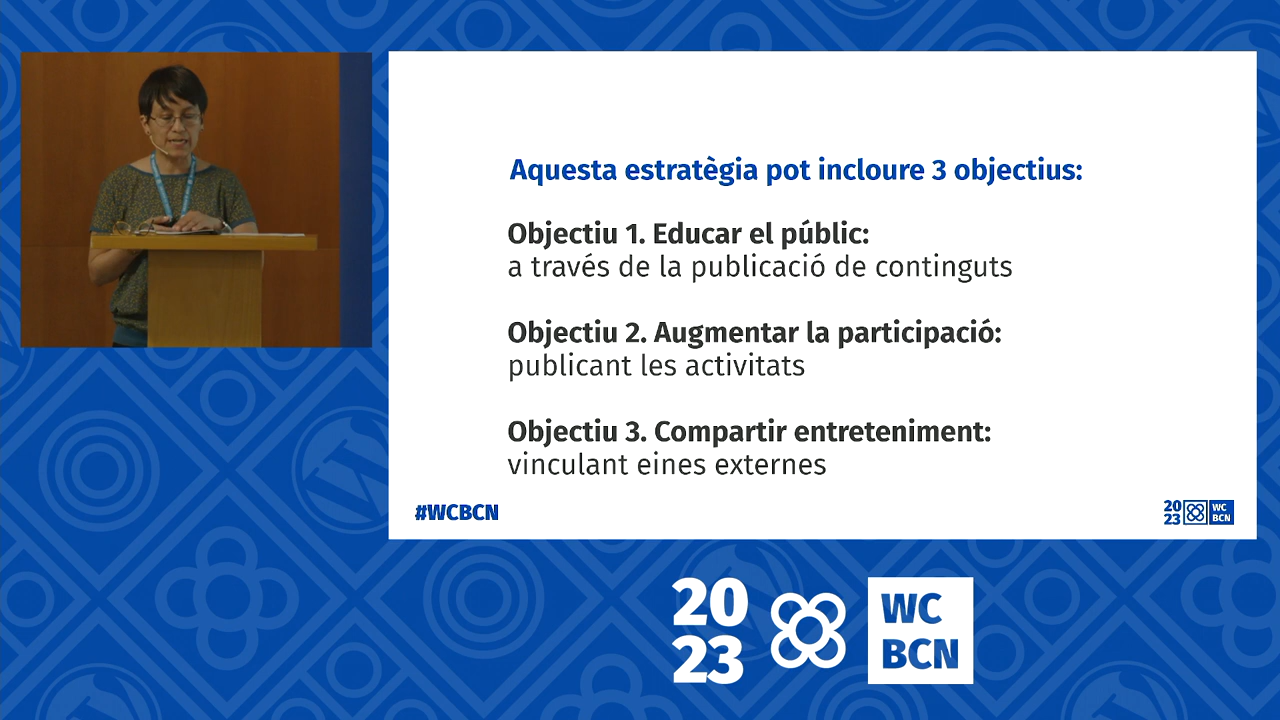 Aquesta estratègia pot incloure 3 objectius:
Objectiu 1. Educar el públic:
a través de la publicació de continguts
Objectiu 2. Augmentar la participació:
publicant les activitats
Objectiu 3. Compartir entreteniment:
vinculant eines externes
#WCBCN
20
23
WC
BCN
20
23
WC
BCN